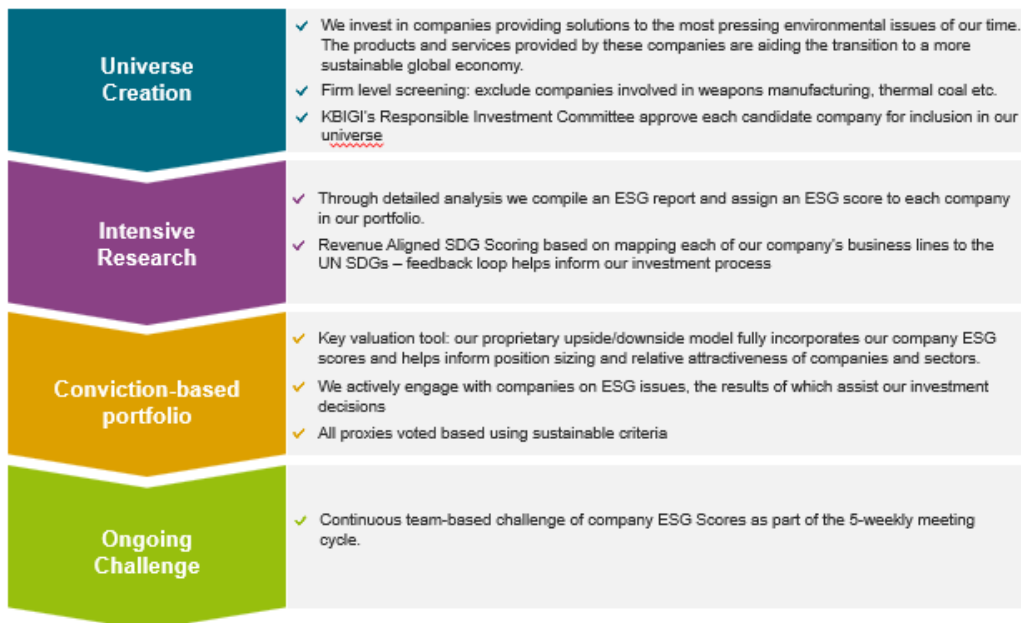 Universe
Creation
We invest in companies providing solutions to the most pressing environmental issues of our time.
The products and services provided by these companies are aiding the transition to a more
sustainable global economy.
Firm level screening: exclude companies involved in weapons manufacturing, thermal coal etc.
KBIGI's Responsible Investment Committee approve each candidate company for inclusion in our
universe
Intensive
Research
Through detailed analysis we compile an ESG report and assign an ESG score to each company
in our portfolio.
Revenue Aligned SDG Scoring based on mapping each of our company's business lines to the
UN SDGs – feedback loop helps inform our investment process
Conviction-based
portfolio
Key valuation tool: our proprietary upside/downside model fully incorporates our company ESG
scores and helps inform position sizing and relative attractiveness of companies and sectors.
We actively engage with companies on ESG issues, the results of which assist our investment
decisions
All proxies voted based using sustainable criteria
Ongoing
Challenge
Continuous team-based challenge of company ESG Scores as part of the 5-weekly meeting
cycle.